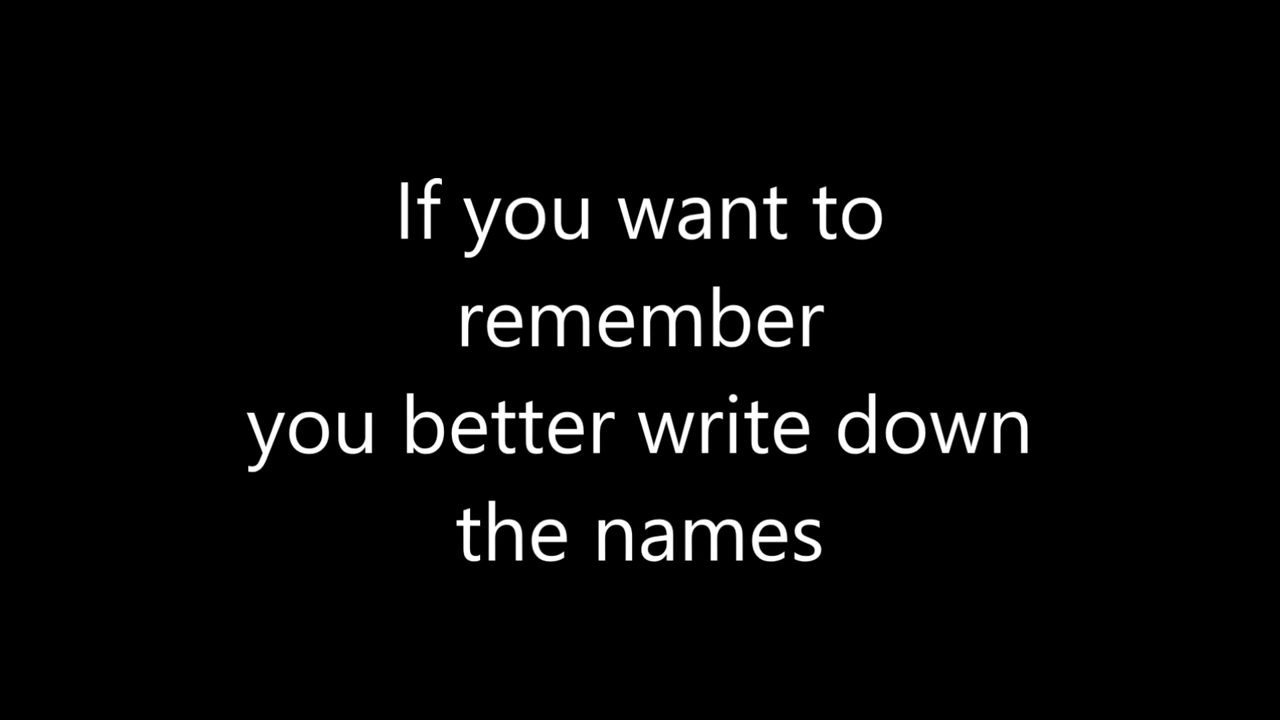 If you want to
remember
you better write down
the names